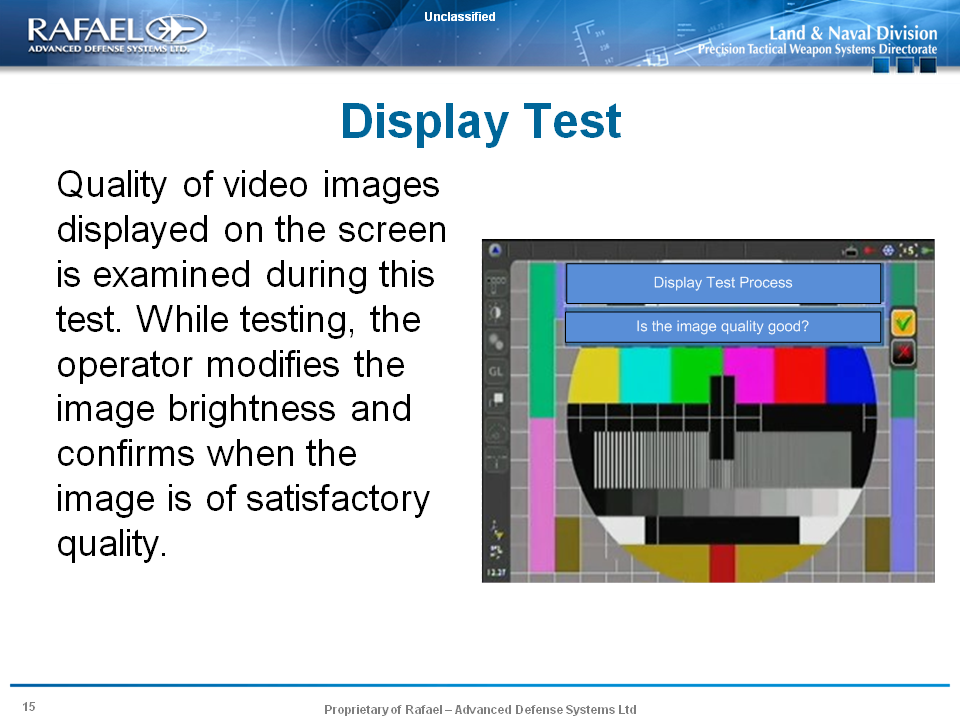 Unclassified
RAFAEL
ADVANCED DEFENSE SYSTEMS LTD.
Land & Naval Division
Precision Tactical Weapon Systems Directorate
Display Test
Quality of video images
displayed on the screen
is examined during this
test. While testing, the
operator modifies the
image brightness and
confirms when the
image is of satisfactory
quality.
x5
Display Test Process
Is the image quality good?
GL
12.27
15
Proprietary of Rafael – Advanced Defense Systems Ltd